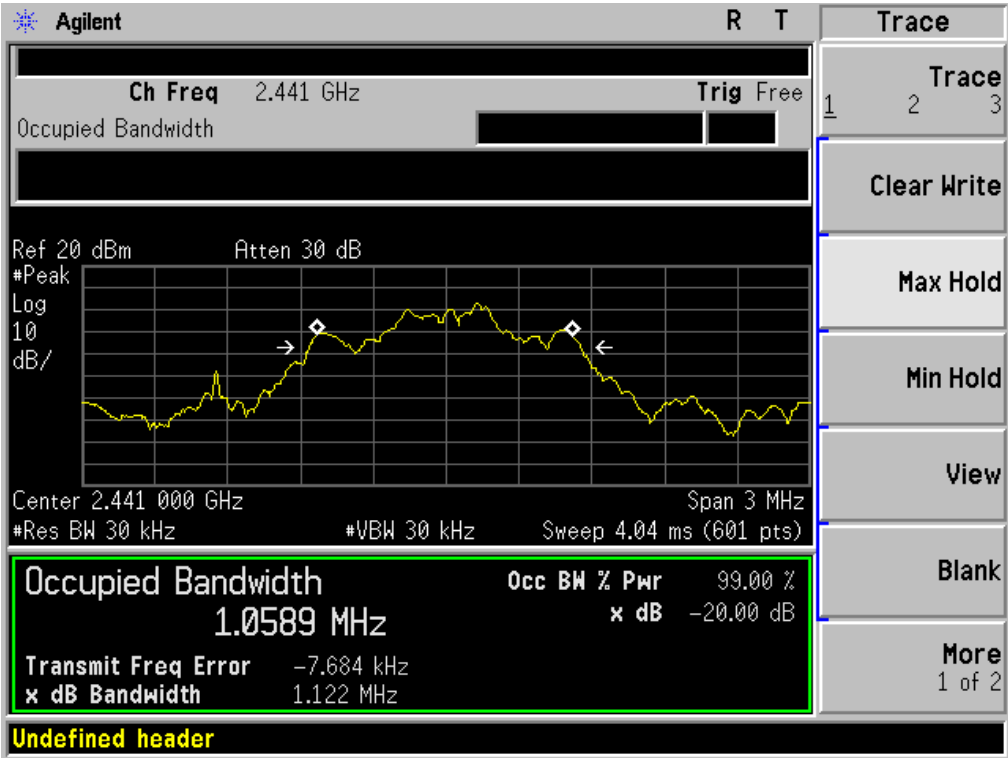 Agilent R T Trace
Ch Freq 2.441 GHz Trig Free
Occupied Bandwidth
Trace
1 2 3
Clear Write
Max Hold
Min Hold
View
Blank
More
1 of 2
Ref 20 dBm Atten 30 dB
#Peak
Log
10
dB/
Center 2.441 000 GHz Span 3 MHz
#Res BW 30 kHz #VBW 30 kHz Sweep 4.04 ms (601 pts)
Occupied Bandwidth Occ BW % Pwr 99.00 %
1.0589 MHz x dB -20.00 dB
Transmit Freq Error -7.684 kHz
x dB Bandwidth 1.122 MHz
Undefined header